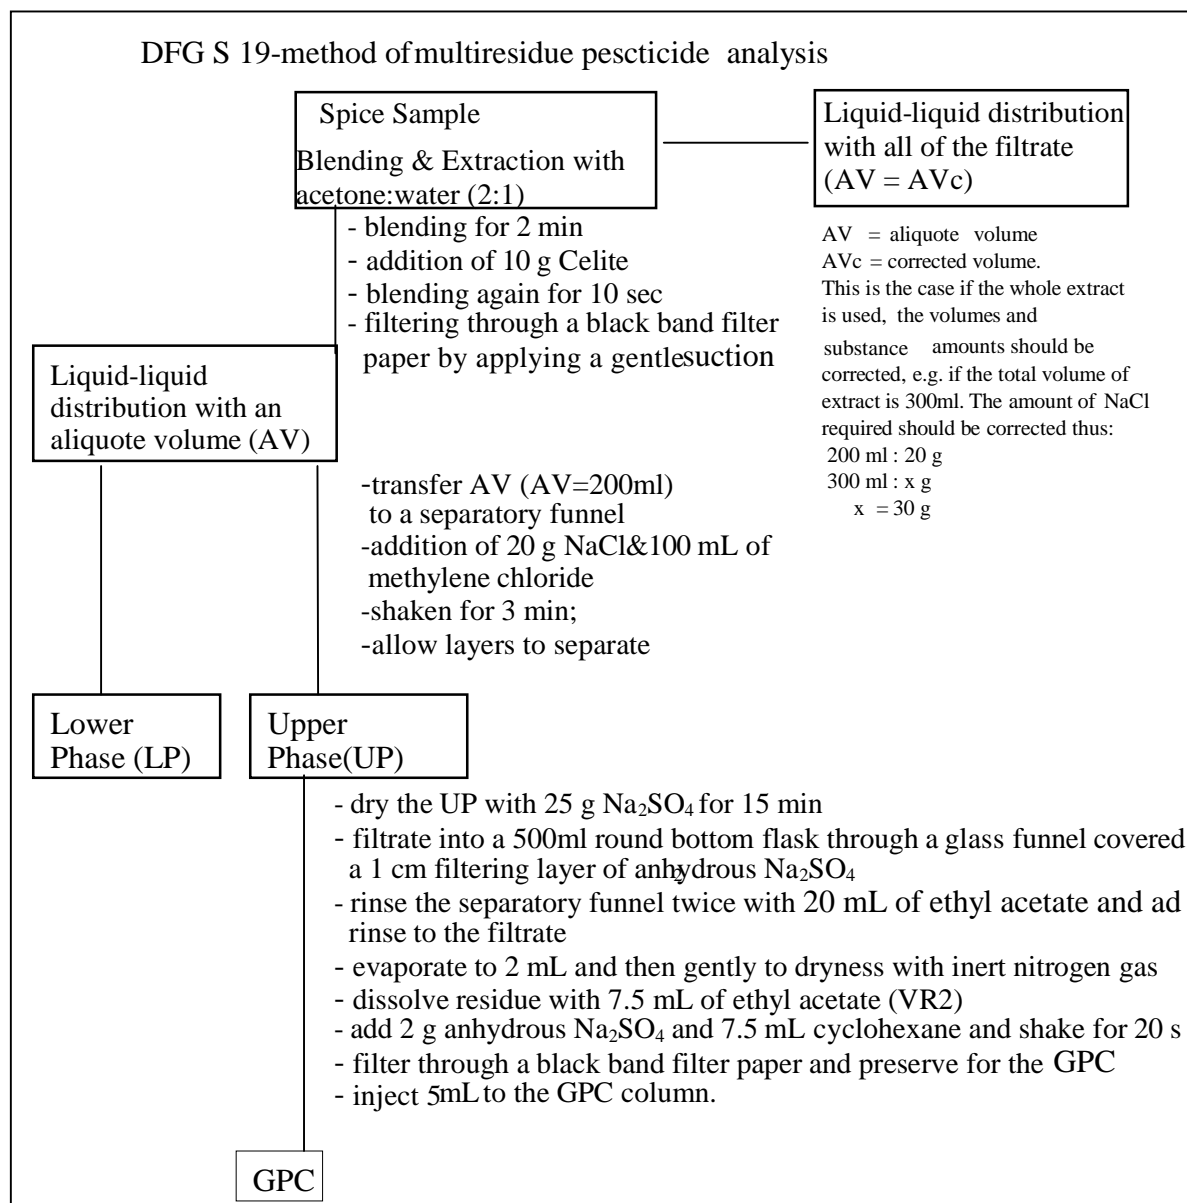 DFG S 19-method of multiresidue pescticide analysis
Spice Sample
Blending & Extraction with
acetone:water (2:1)
Liquid-liquid distribution
with all of the filtrate
(AV = AVc)
- blending for 2 min
- addition of 10 g Celite
- blending again for 10 sec
- filtering through a black band filter
paper by applying a gentle suction
AV = aliquote volume
AVc = corrected volume.
This is the case if the whole extract
is used, the volumes and
substance amounts should be
corrected, e.g. if the total volume of
extract is 300ml. The amount of NaCl
required should be corrected thus:
200 ml : 20 g
300 ml : x g
x = 30 g
Liquid-liquid
distribution with an
aliquote volume (AV)
-transfer AV (AV=200ml)
to a separatory funnel
-addition of 20 g NaCl&100 mL of
methylene chloride
-shaken for 3 min;
-allow layers to separate
Lower
Phase (LP)
Upper
Phase(UP)
- dry the UP with 25 g Na₂SO₄ for 15 min
- filtrate into a 500ml round bottom flask through a glass funnel covered
a 1 cm filtering layer of anhydrous Na₂SO₄
- rinse the separatory funnel twice with 20 mL of ethyl acetate and ad
rinse to the filtrate
- evaporate to 2 mL and then gently to dryness with inert nitrogen gas
- dissolve residue with 7.5 mL of ethyl acetate (VR2)
- add 2 g anhydrous Na₂SO₄ and 7.5 mL cyclohexane and shake for 20 s
- filter through a black band filter paper and preserve for the GPC
- inject 5mL to the GPC column.
GPC